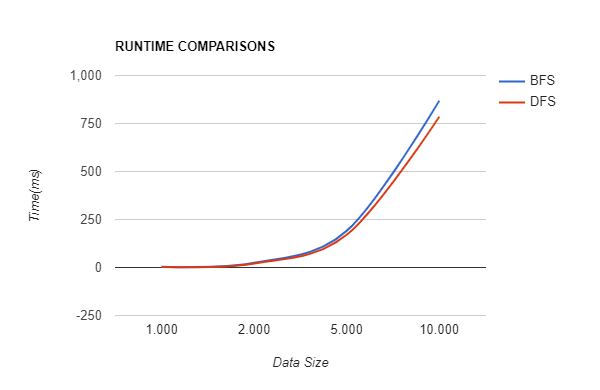 RUNTIME COMPARISONS
1,000
750
500
250
0
-250
Time(ms)
1.000 2.000 5.000 10.000
Data Size
BFS
DFS